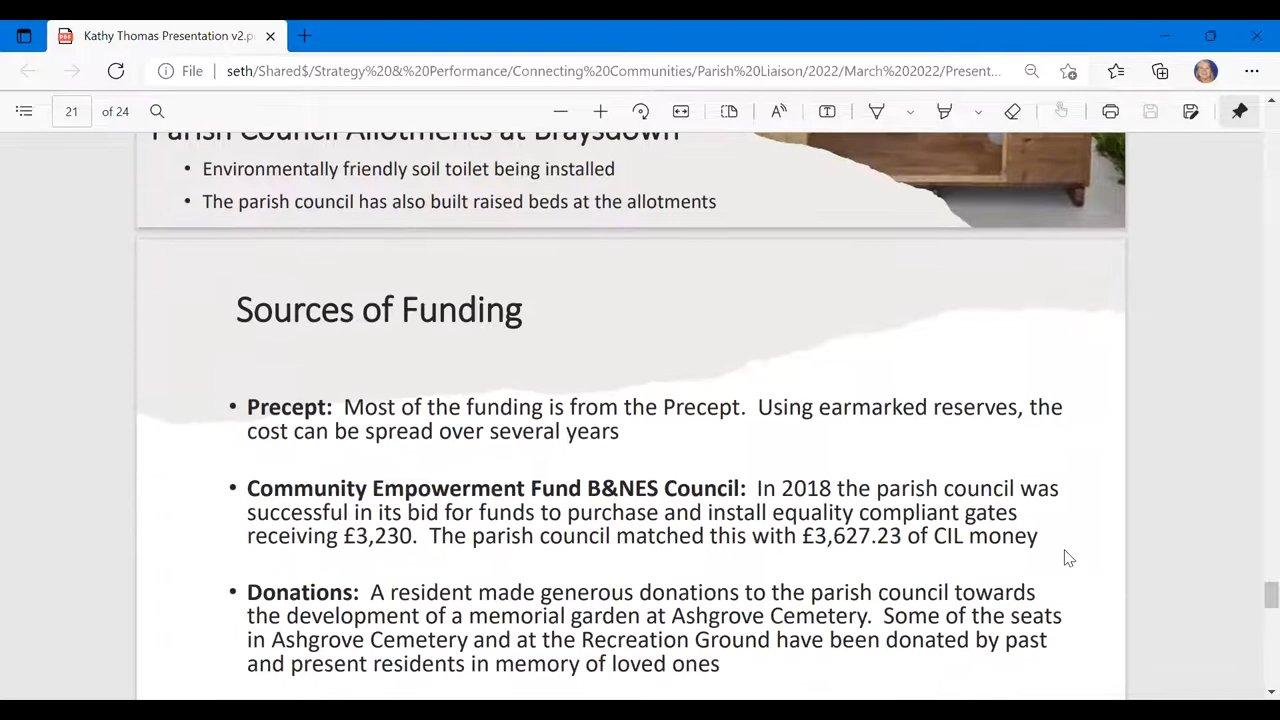 Kathy Thomas Presentation v2.p
File seth/Shared$/Strategy%20&%20Performance/Connecting%20Communities/Parish%20Liaison/2022/March%202022/Present...
21 of 24
Parish Council Allotments at Braysdown
• Environmentally friendly soil toilet being installed
• The parish council has also built raised beds at the allotments
Sources of Funding
• Precept: Most of the funding is from the Precept. Using earmarked reserves, the
cost can be spread over several years
• Community Empowerment Fund B&NES Council: In 2018 the parish council was
successful in its bid for funds to purchase and install equality compliant gates
receiving £3,230. The parish council matched this with £3,627.23 of CIL money
• Donations: A resident made generous donations to the parish council towards
the development of a memorial garden at Ashgrove Cemetery. Some of the seats
in Ashgrove Cemetery and at the Recreation Ground have been donated by past
and present residents in memory of loved ones